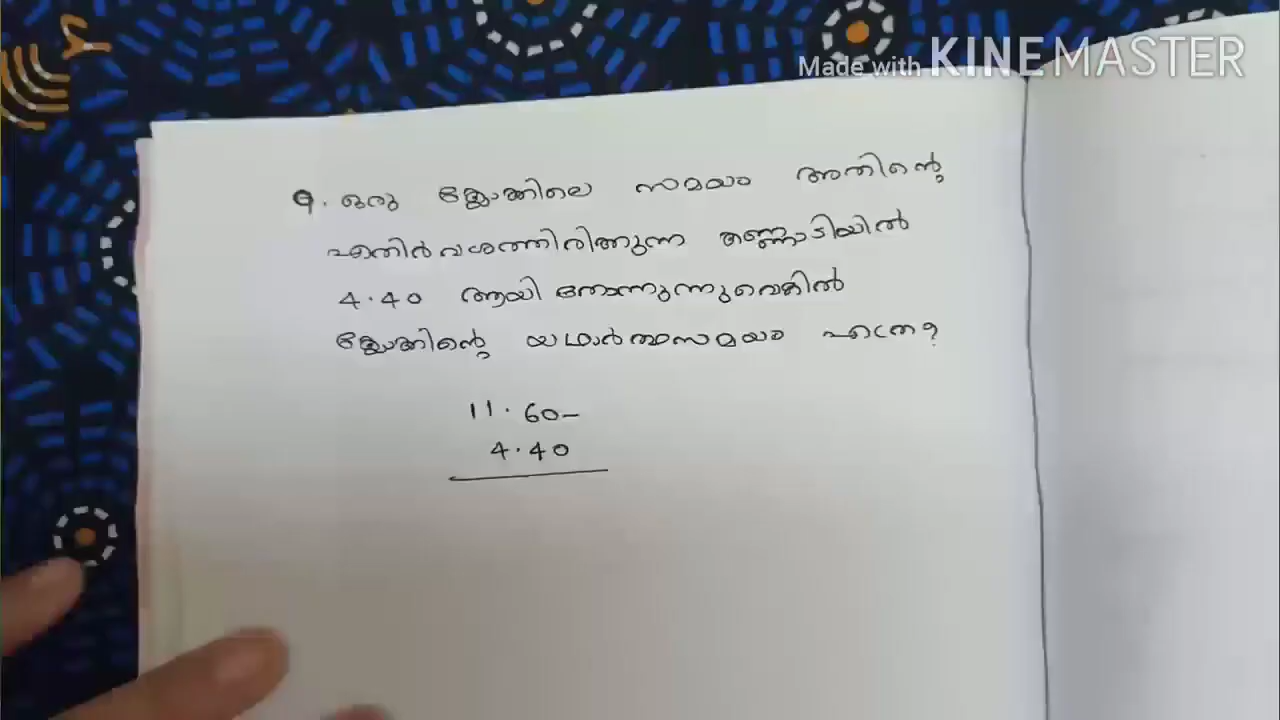 Made with KINEMASTER
9. ഒരു ക്ലോക്കിലെ സമയം അതിന്റെ
എതിർവശത്തിരിക്കുന്ന കണ്ണാടിയിൽ
4.40 ആയി തോന്നുന്നുവെങ്കിൽ
ക്ലോക്കിന്റെ യഥാർത്ഥസമയം എത്ര?
11.60-
4.40